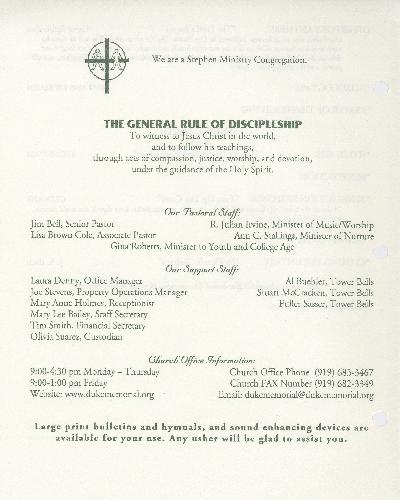 We are a Stephen Ministry Congregation.
THE GENERAL RULE OF DISCIPLESHIP
To witness to Jesus Christ in the world,
and to follow his teachings,
through acts of compassion, justice, worship, and devotion,
under the guidance of the Holy Spirit.
Our Pastoral Staff:
Jim Bell, Senior Pastor R. Julian Irvine, Minister of Music/Worship
Lisa Brown Cole, Associate Pastor Ann C. Stallings, Minister of Nurture
Gina Roberts, Minister to Youth and College Age
Our Support Staff:
Laura Denny, Office Manager Al Buehler, Tower Bells
Joe Stevens, Property Operations Manager Stuart McCracken, Tower Bells
Mary Anne Holmes, Receptionist Fuller Sasser, Tower Bells
Mary Lee Bailey, Staff Secretary
Tim Smith, Financial Secretary
Olivia Suarez, Custodian
Church Office Information:
9:00-4:30 pm Monday – Thursday Church Office Phone (919) 683-3467
9:00-1:00 pm Friday Church FAX Number (919) 682-3349
Website: www.dukememorial.org Email: dukememorial@dukememorial.org
Large print bulletins and hymnals, and sound enhancing devices are
available for your use. Any usher will be glad to assist you.